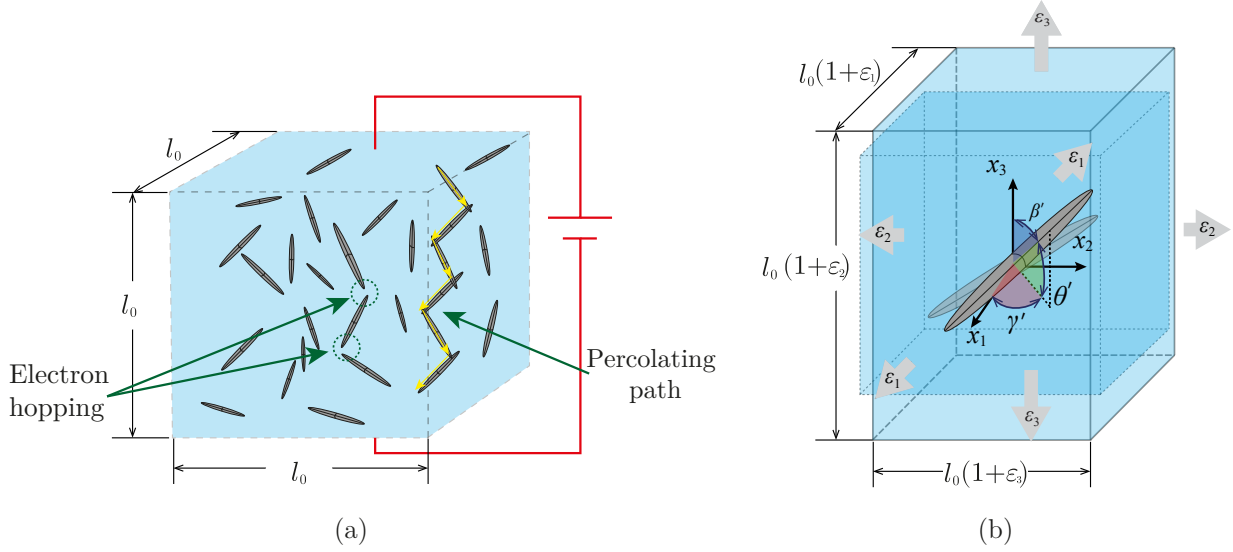 l₀
l₀
l₀
Electron
hopping
Percolating
path
(a)
ε₃
l₀(1+ε₁)
ε₁
x₃
β′
ε₂
x₂
ε₂
l₀(1+ε₂)
θ′
γ′
x₁
ε₁
ε₃
l₀(1+ε₃)
(b)